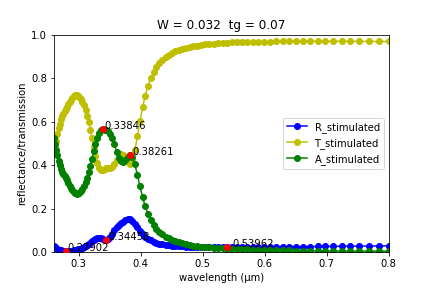 W = 0.032  tg = 0.07
1.0
0.8
0.6
0.4
0.2
0.0
reflectance/transmission
0.33846
0.38261
0.53962
R_stimulated
T_stimulated
A_stimulated
0.3
0.4
0.5
0.6
0.7
0.8
wavelength (μm)